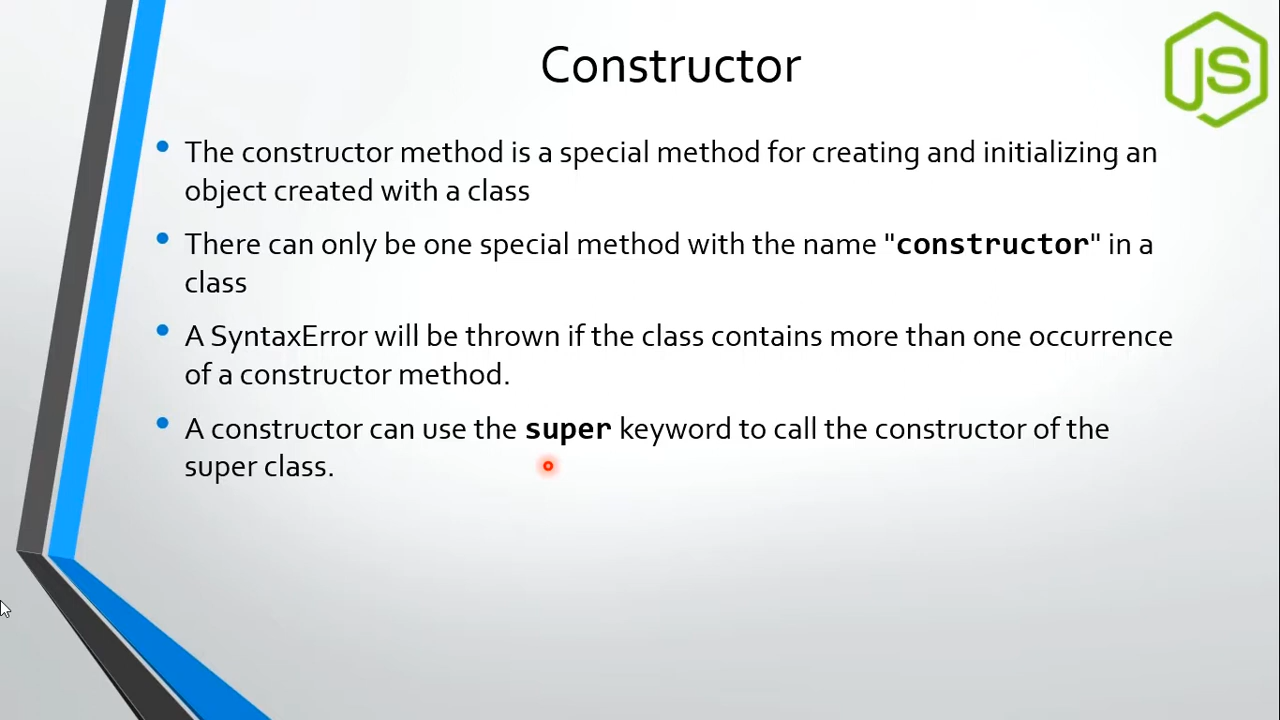 Constructor
JS
The constructor method is a special method for creating and initializing an
object created with a class
There can only be one special method with the name "constructor" in a
class
A SyntaxError will be thrown if the class contains more than one occurrence
of a constructor method.
A constructor can use the super keyword to call the constructor of the
super class.